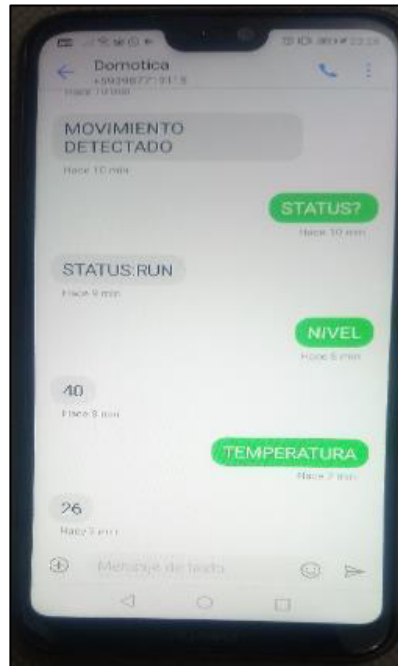 Domotica
MOVIMIENTO
DETECTADO
Hace 10 min
STATUS?
Hace 10 min
STATUS:RUN
Hace 9 min
NIVEL
Hace 8 min
40
Hace 8 min
TEMPERATURA
Hace 7 min
26
Hace
Mensaje de texto